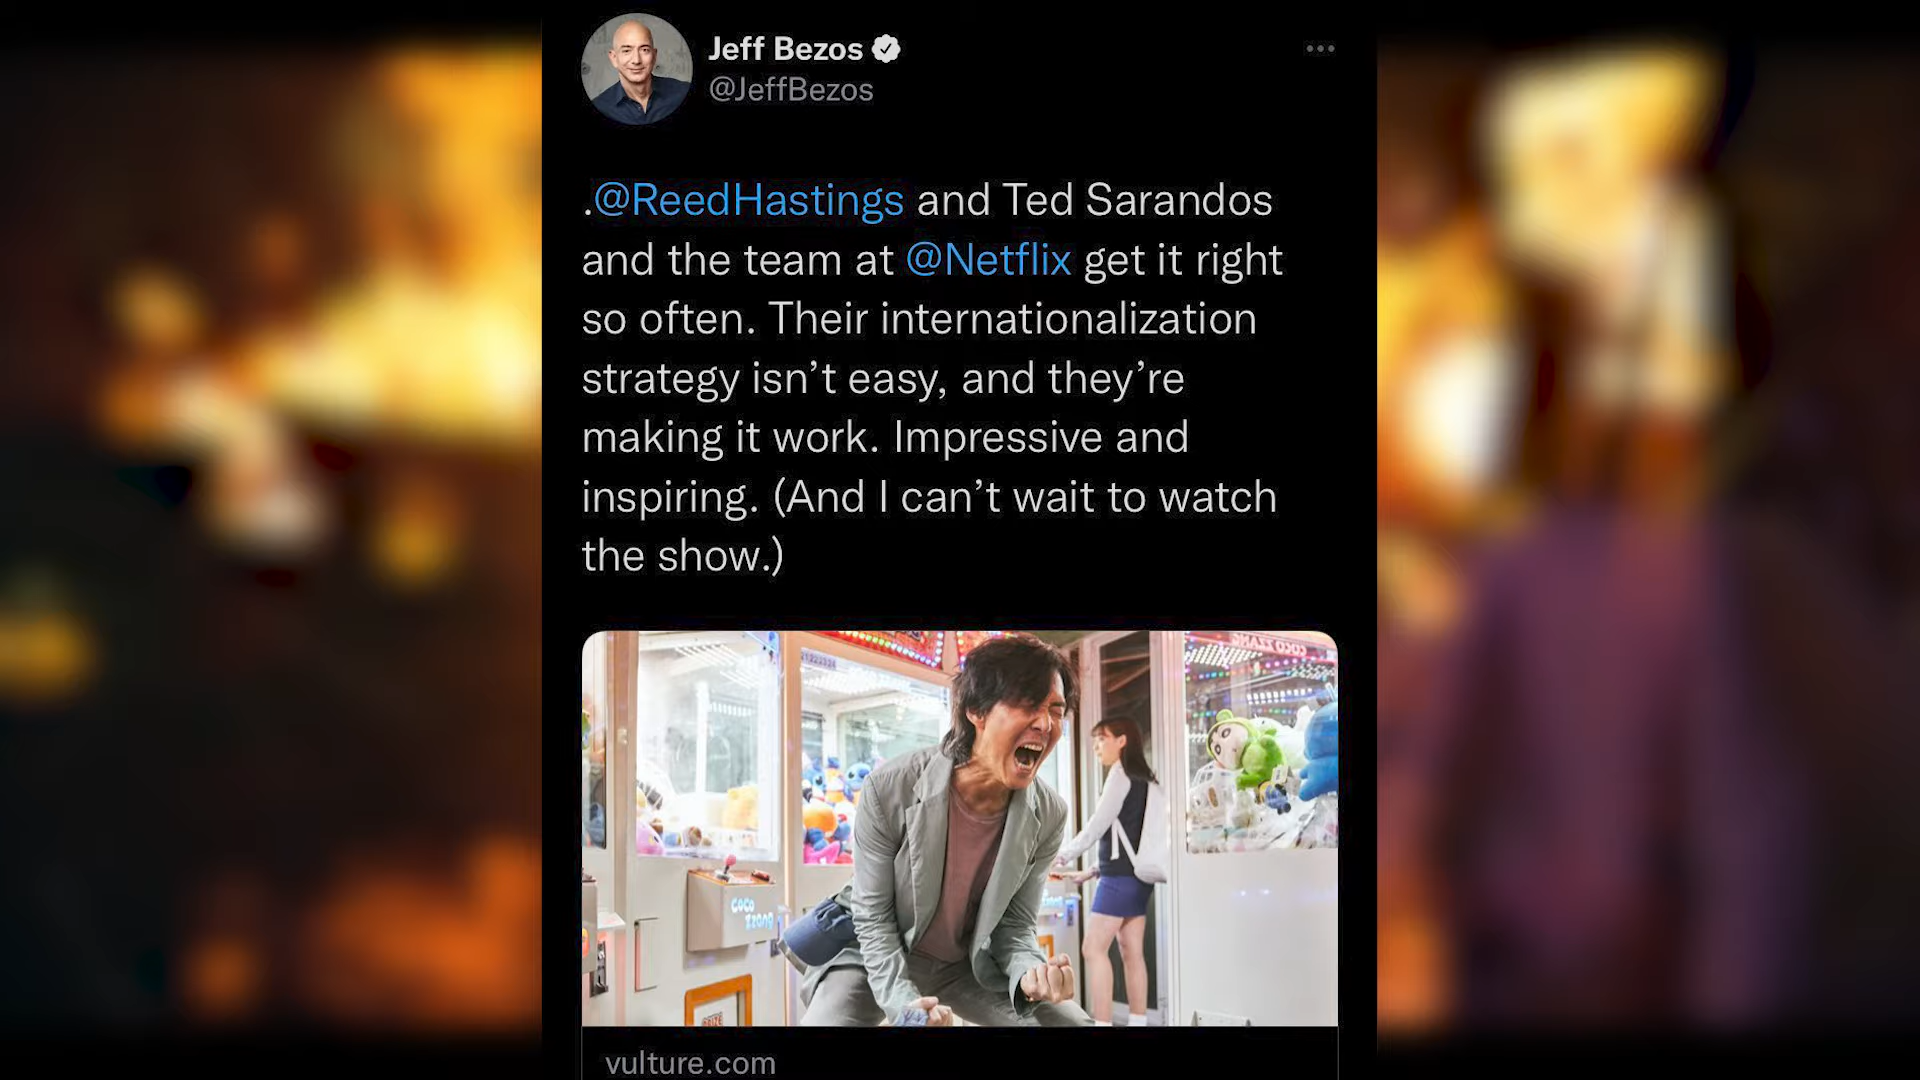 Jeff Bezos
@JeffBezos
.@ReedHastings and Ted Sarandos
and the team at @Netflix get it right
so often. Their internationalization
strategy isn’t easy, and they’re
making it work. Impressive and
inspiring. (And I can’t wait to watch
the show.)
COCO
vulture.com